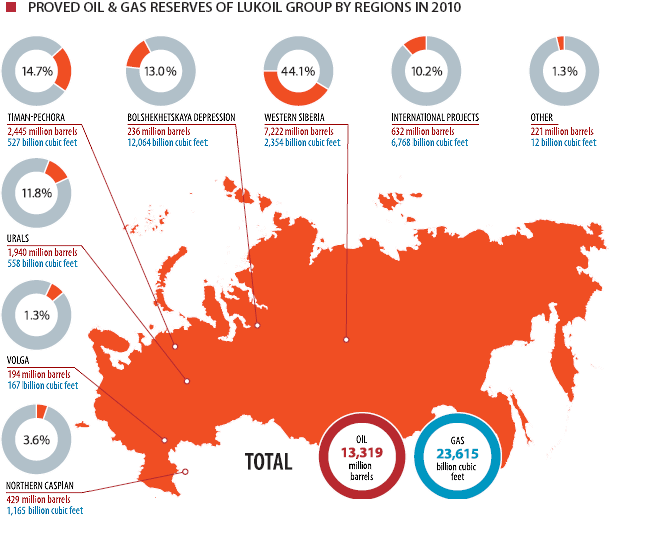 PROVED OIL & GAS RESERVES OF LUKOIL GROUP BY REGIONS IN 2010
14.7%
TIMAN-PECHORA
2,445 million barrels
527 billion cubic feet
13.0%
BOLSHEKHETSKAYA DEPRESSION
236 million barrels
12,064 billion cubic feet
44.1%
WESTERN SIBERIA
7,222 million barrels
2,354 billion cubic feet
10.2%
INTERNATIONAL PROJECTS
632 million barrels
6,768 billion cubic feet
1.3%
OTHER
221 million barrels
12 billion cubic feet
11.8%
URALS
1,940 million barrels
558 billion cubic feet
1.3%
VOLGA
194 million barrels
167 billion cubic feet
3.6%
NORTHERN CASPIAN
429 million barrels
1,165 billion cubic feet
TOTAL
OIL
13,319
million
barrels
GAS
23,615
billion cubic
feet